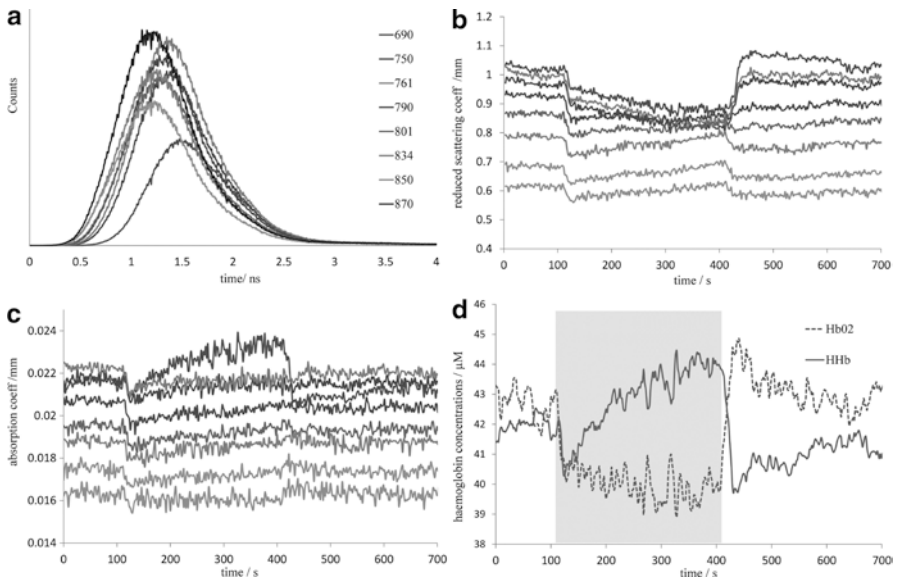 a
Counts
690
750
761
790
801
834
850
870
0 0.5 1 1.5 2 2.5 3 3.5 4
time/ ns
b
reduced scattering coeff /mm
1.2
1.1
1
0.9
0.8
0.7
0.6
0.5
0.4
0 100 200 300 400 500 600 700
time / s
c
absorption coeff/mm
0.024
0.022
0.02
0.018
0.016
0.014
0 100 200 300 400 500 600 700
time / s
d
haemoglobin concentrations / μM
46
45
44
43
42
41
40
39
38
Hb02
HHb
0 100 200 300 400 500 600 700
time / s